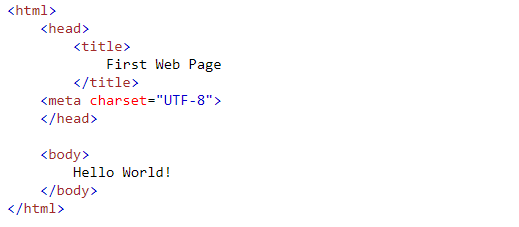 <html>
    <head>
        <title>
            First Web Page
        </title>
    <meta charset="UTF-8">
    </head>

    <body>
        Hello World!
    </body>
</html>